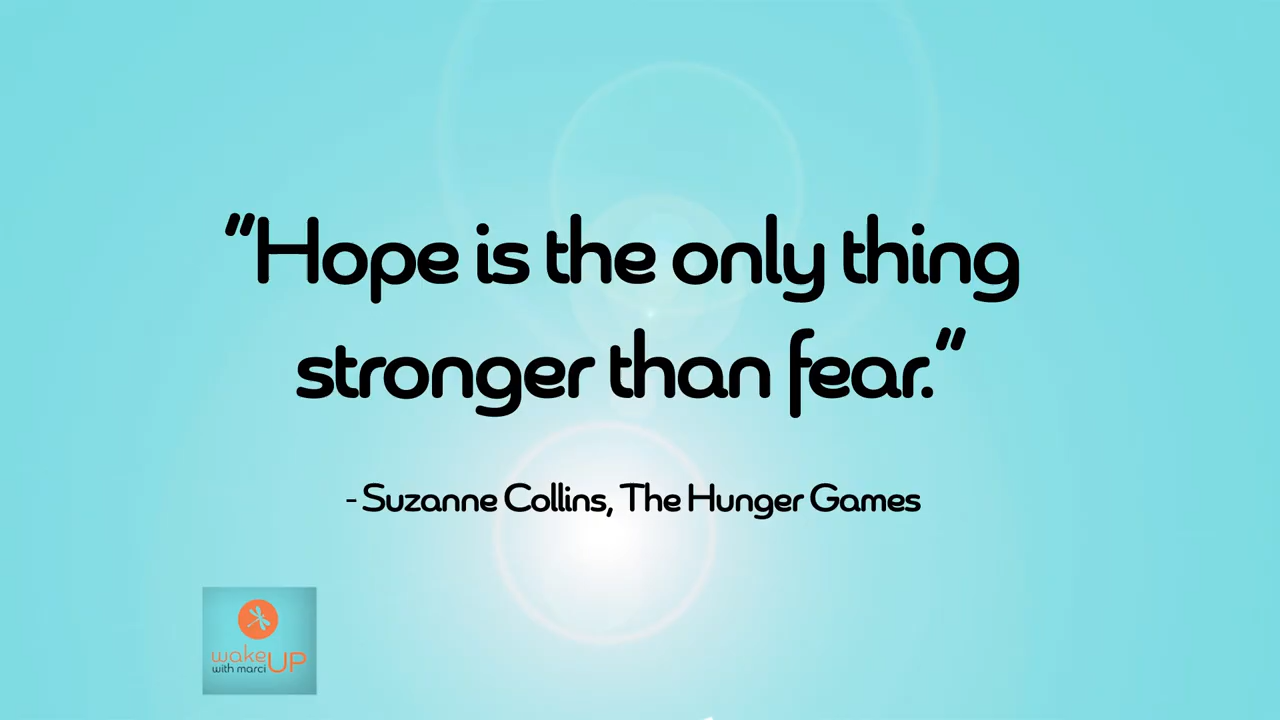 "Hope is the only thing
stronger than fear."
- Suzanne Collins, The Hunger Games
wake UP
with marci